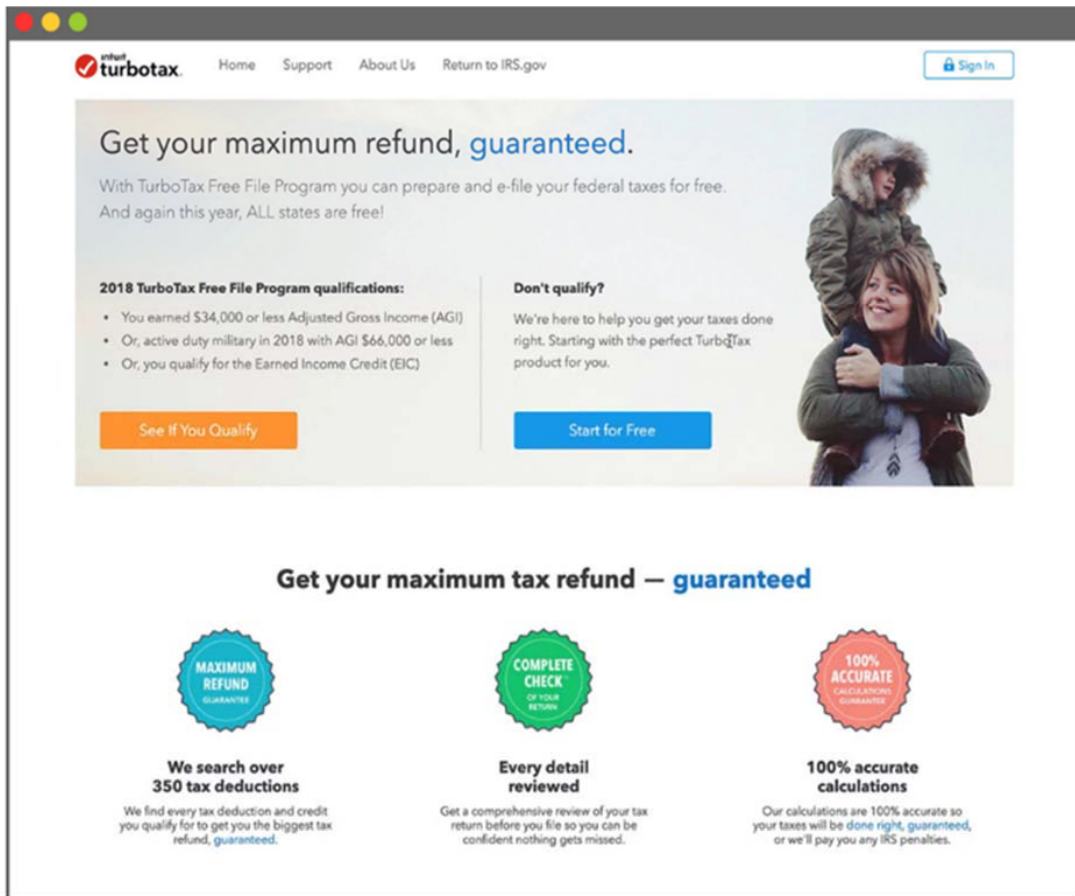 intuit
turbotax.
Home Support About Us Return to IRS.gov
Sign In
Get your maximum refund, guaranteed.
With TurboTax Free File Program you can prepare and e-file your federal taxes for free.
And again this year, ALL states are free!
2018 TurboTax Free File Program qualifications:
• You earned $34,000 or less Adjusted Gross Income (AGI)
• Or, active duty military in 2018 with AGI $66,000 or less
• Or, you qualify for the Earned Income Credit (EIC)
See If You Qualify
Don't qualify?
We're here to help you get your taxes done
right. Starting with the perfect TurboTax
product for you.
Start for Free
Get your maximum tax refund — guaranteed
MAXIMUM
REFUND
GUARANTEE
We search over
350 tax deductions
We find every tax deduction and credit
you qualify for to get you the biggest tax
refund, guaranteed.
COMPLETE
CHECK™
OF YOUR
RETURN
Every detail
reviewed
Get a comprehensive review of your tax
return before you file so you can be
confident nothing gets missed.
100%
ACCURATE
CALCULATIONS
GUARANTEE
100% accurate
calculations
Our calculations are 100% accurate so
your taxes will be done right, guaranteed,
or we'll pay you any IRS penalties.